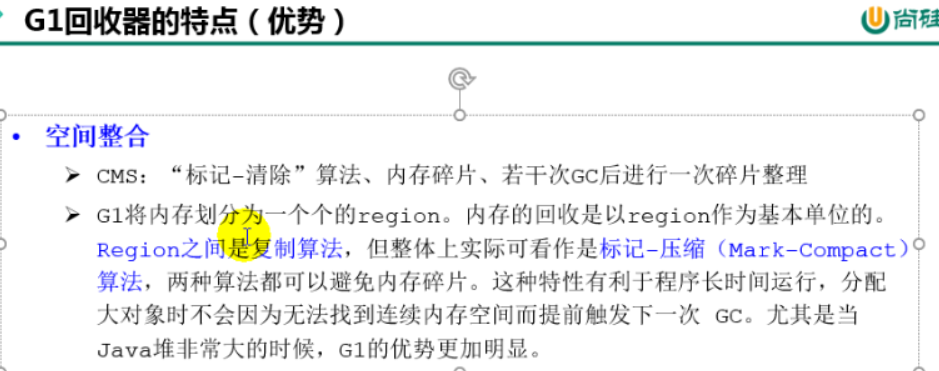 G1回收器的特点（优势）
尚硅
• 空间整合
➢ CMS：“标记-清除”算法、内存碎片、若干次GC后进行一次碎片整理
➢ G1将内存划分为一个个的region。内存的回收是以region作为基本单位的。
Region之间是复制算法，但整体上实际可看作是标记-压缩（Mark-Compact）
算法，两种算法都可以避免内存碎片。这种特性有利于程序长时间运行，分配
大对象时不会因为无法找到连续内存空间而提前触发下一次 GC。尤其是当
Java堆非常大的时候，G1的优势更加明显。